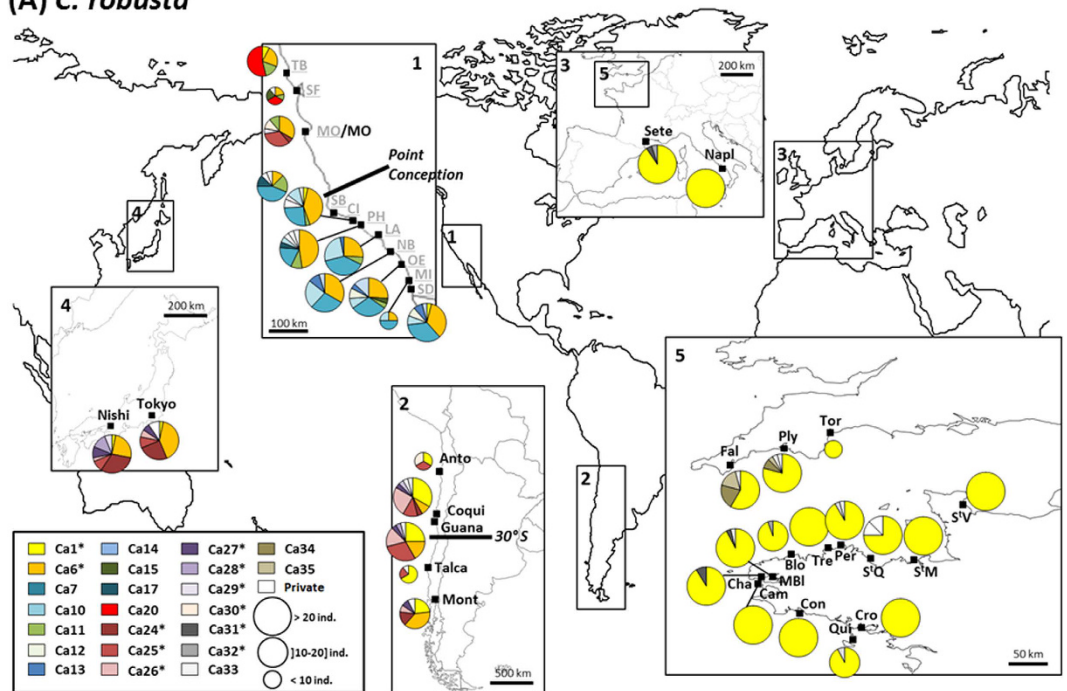 (A) C. robusta
1
TB
SF
MO/MO
Point
Conception
SB
CI
PH
LA
NB
OE
MI
SD
100 km
3
5
200 km
Sete
Napl
3
4
1
4
200 km
Nishi
Tokyo
2
Anto
Coqui
Guana
30°S
Talca
Mont
500 km
2
5
Tor
Ply
Fal
StV
Blo
Tre
Per
StQ
StM
Cha
MBl
Cam
Con
Cro
Qui
50 km
Ca1* Ca14 Ca27* Ca34
Ca6* Ca15 Ca28* Ca35
Ca7 Ca17 Ca29* Private
Ca10 Ca20 Ca30* > 20 ind.
Ca11 Ca24* Ca31*
Ca12 Ca25* Ca32* ]10-20] ind.
Ca13 Ca26* Ca33 < 10 ind.